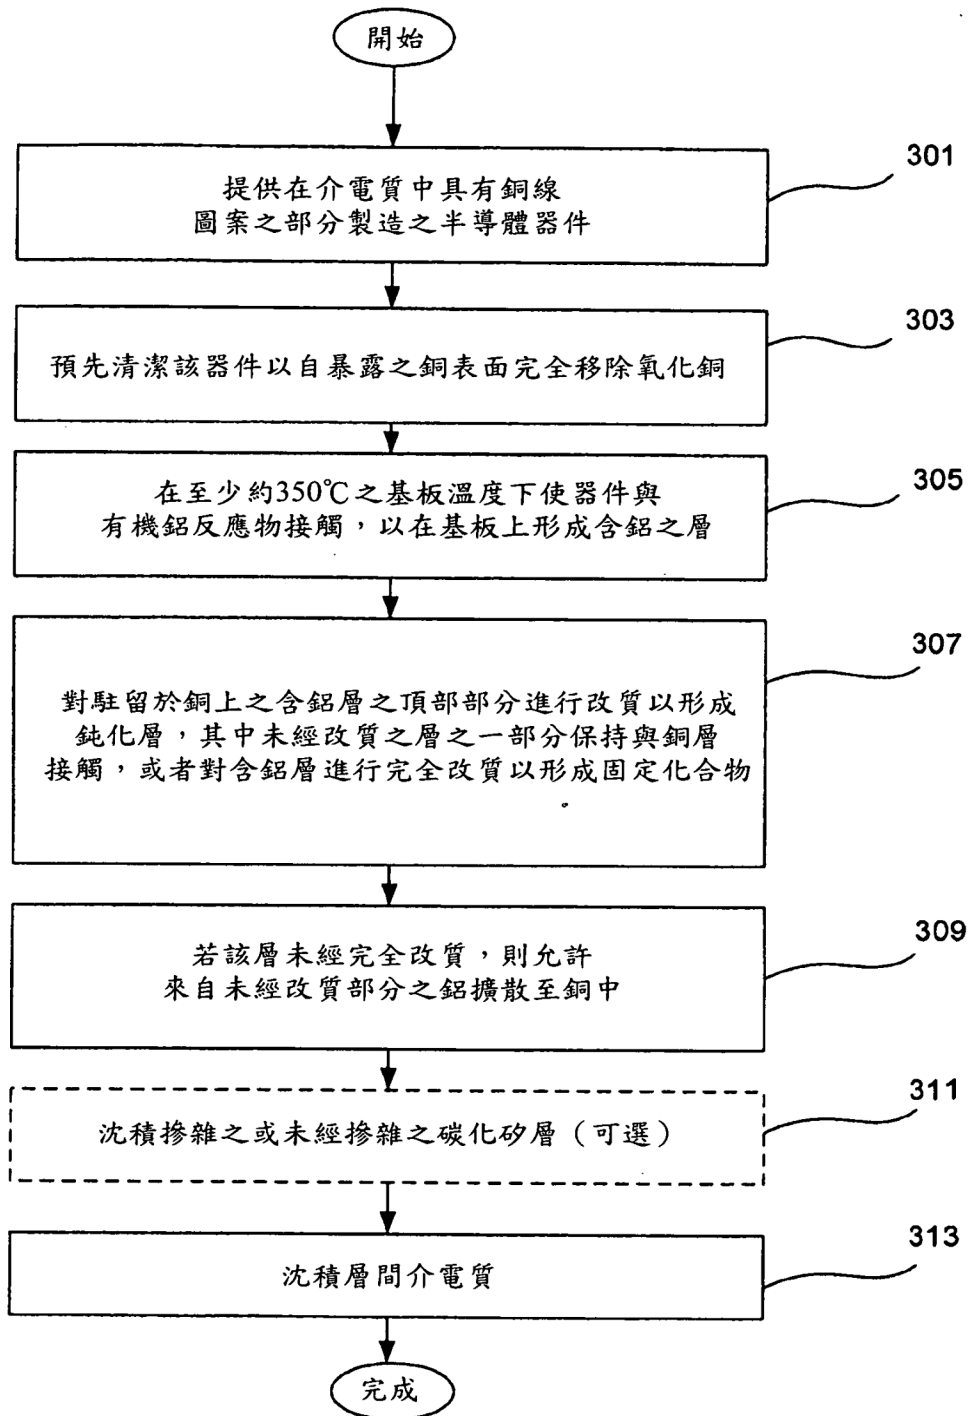 開始
301
提供在介電質中具有銅線
圖案之部分製造之半導體器件
303
預先清潔該器件以自暴露之銅表面完全移除氧化銅
305
在至少約350℃之基板溫度下使器件與
有機鋁反應物接觸，以在基板上形成含鋁之層
307
對駐留於銅上之含鋁層之頂部部分進行改質以形成
鈍化層，其中未經改質之層之一部分保持與銅層
接觸，或者對含鋁層進行完全改質以形成固定化合物
。
309
若該層未經完全改質，則允許
來自未經改質部分之鋁擴散至銅中
311
沈積摻雜之或未經摻雜之碳化矽層（可選）
313
沈積層間介電質
完成